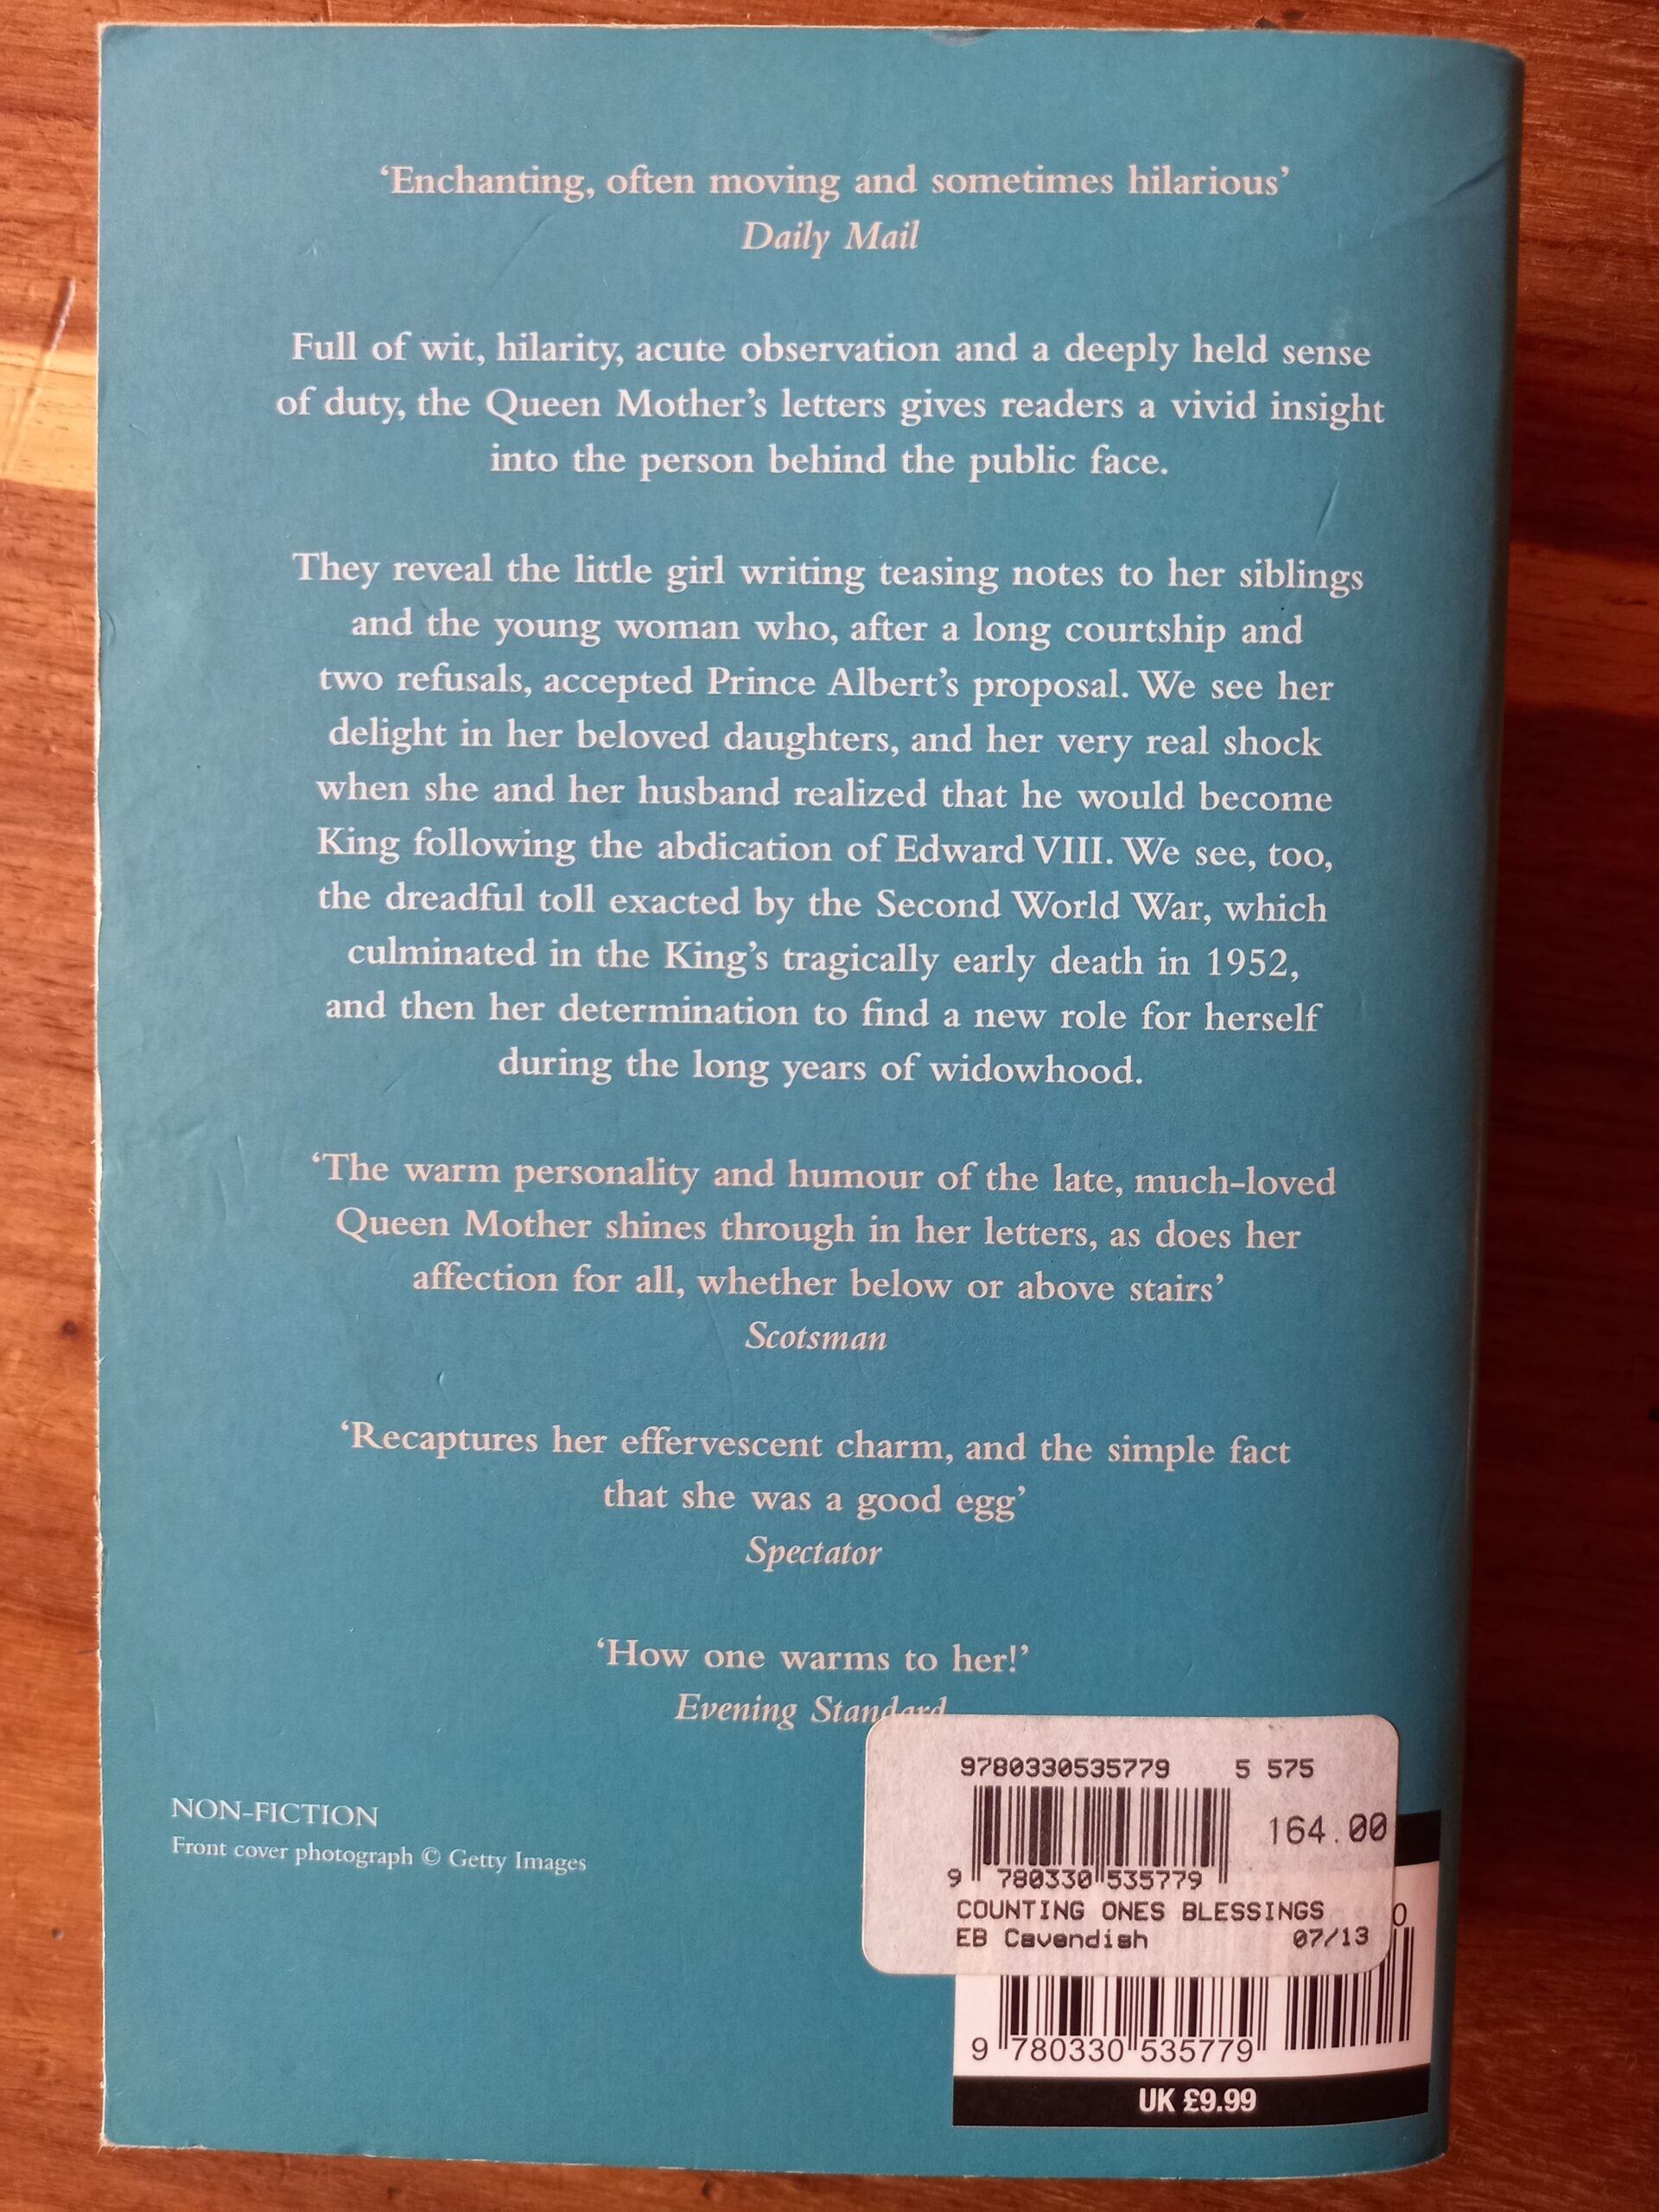 ‘Enchanting, often moving and sometimes hilarious’
Daily Mail
Full of wit, hilarity, acute observation and a deeply held sense
of duty, the Queen Mother’s letters gives readers a vivid insight
into the person behind the public face.
They reveal the little girl writing teasing notes to her siblings
and the young woman who, after a long courtship and
two refusals, accepted Prince Albert’s proposal. We see her
delight in her beloved daughters, and her very real shock
when she and her husband realized that he would become
King following the abdication of Edward VIII. We see, too,
the dreadful toll exacted by the Second World War, which
culminated in the King’s tragically early death in 1952,
and then her determination to find a new role for herself
during the long years of widowhood.
‘The warm personality and humour of the late, much-loved
Queen Mother shines through in her letters, as does her
affection for all, whether below or above stairs’
Scotsman
‘Recaptures her effervescent charm, and the simple fact
that she was a good egg’
Spectator
‘How one warms to her!’
Evening Standard
NON-FICTION
Front cover photograph © Getty Images
9780330535779 5 575
164.00
9 780330 535779
COUNTING ONES BLESSINGS
EB Cavendish 07/13
0
9 780330 535779
UK £9.99